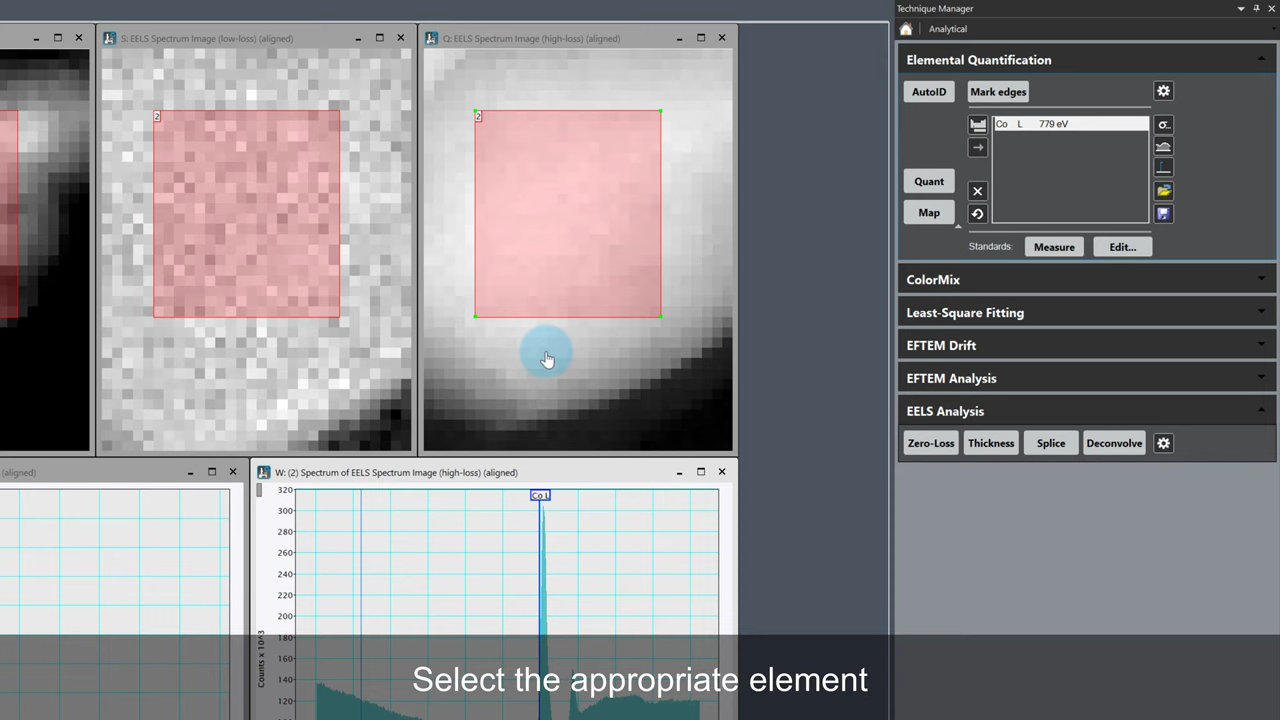 Technique Manager
Analytical
S: EELS Spectrum Image (low-loss) (aligned)
Q: EELS Spectrum Image (high-loss) (aligned)
2
2
Elemental Quantification
AutoID
Mark edges
Co L 779 eV
Quant
Map
Standards:
Measure
Edit...
ColorMix
Least-Square Fitting
EFTEM Drift
EFTEM Analysis
EELS Analysis
Zero-Loss
Thickness
Splice
Deconvolve
(aligned)
W: (2) Spectrum of EELS Spectrum Image (high-loss) (aligned)
Co L
320
300
280
260
240
220
200
180
160
140
120
Counts x 10^3
Select the appropriate element